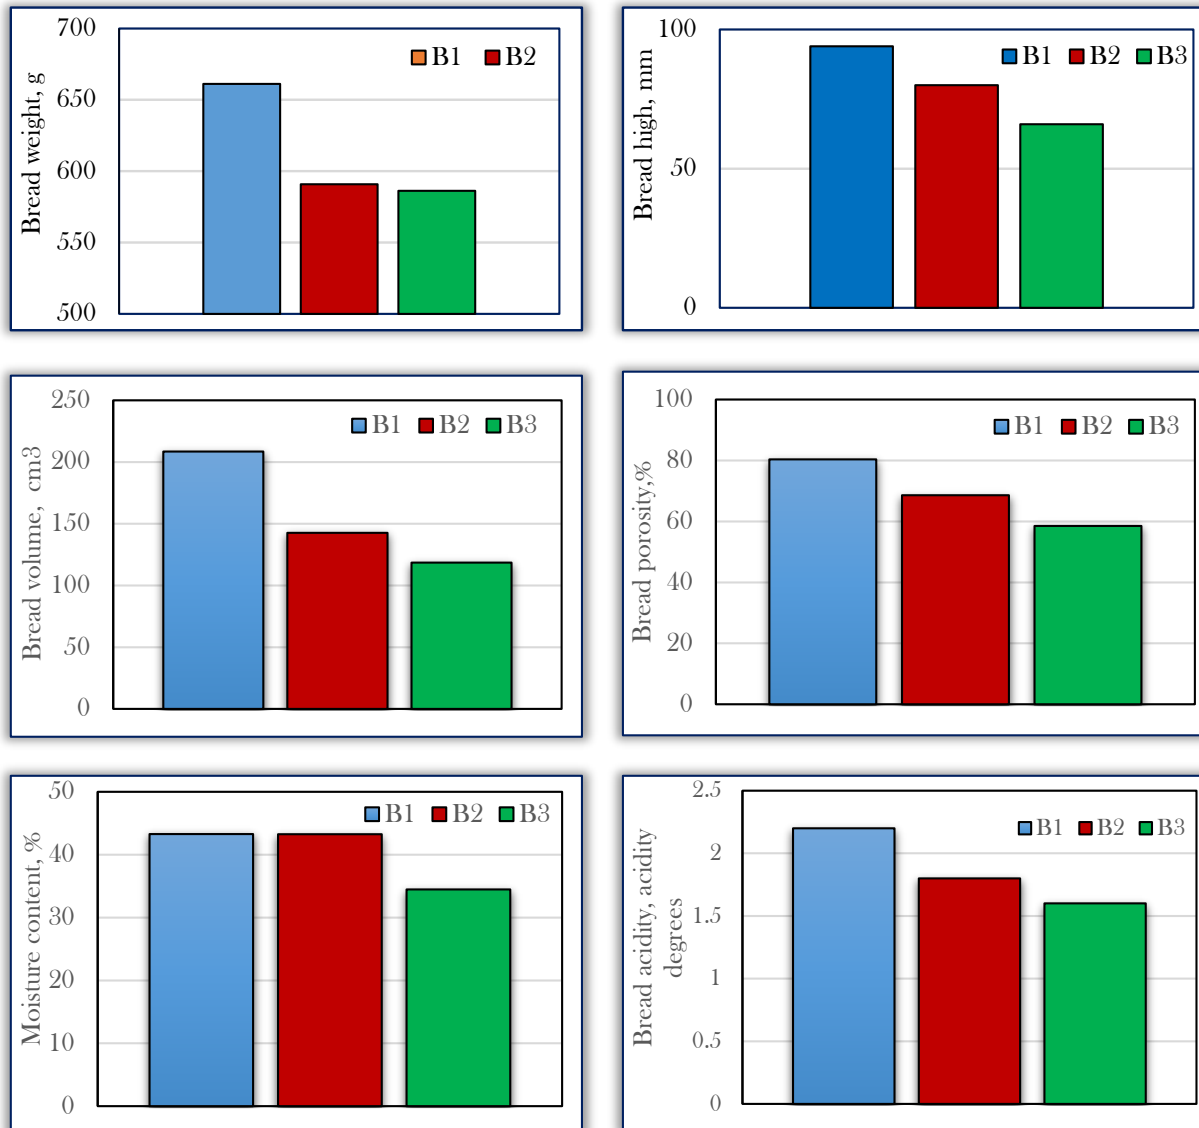 Bread weight, g
700
650
600
550
500
B1 B2
Bread high, mm
100
50
0
B1 B2 B3
Bread volume, cm3
250
200
150
100
50
0
B1 B2 B3
Bread porosity,%
100
80
60
40
20
0
B1 B2 B3
Moisture content, %
50
40
30
20
10
0
B1 B2 B3
Bread acidity, acidity
degrees
2.5
2
1.5
1
0.5
0
B1 B2 B3